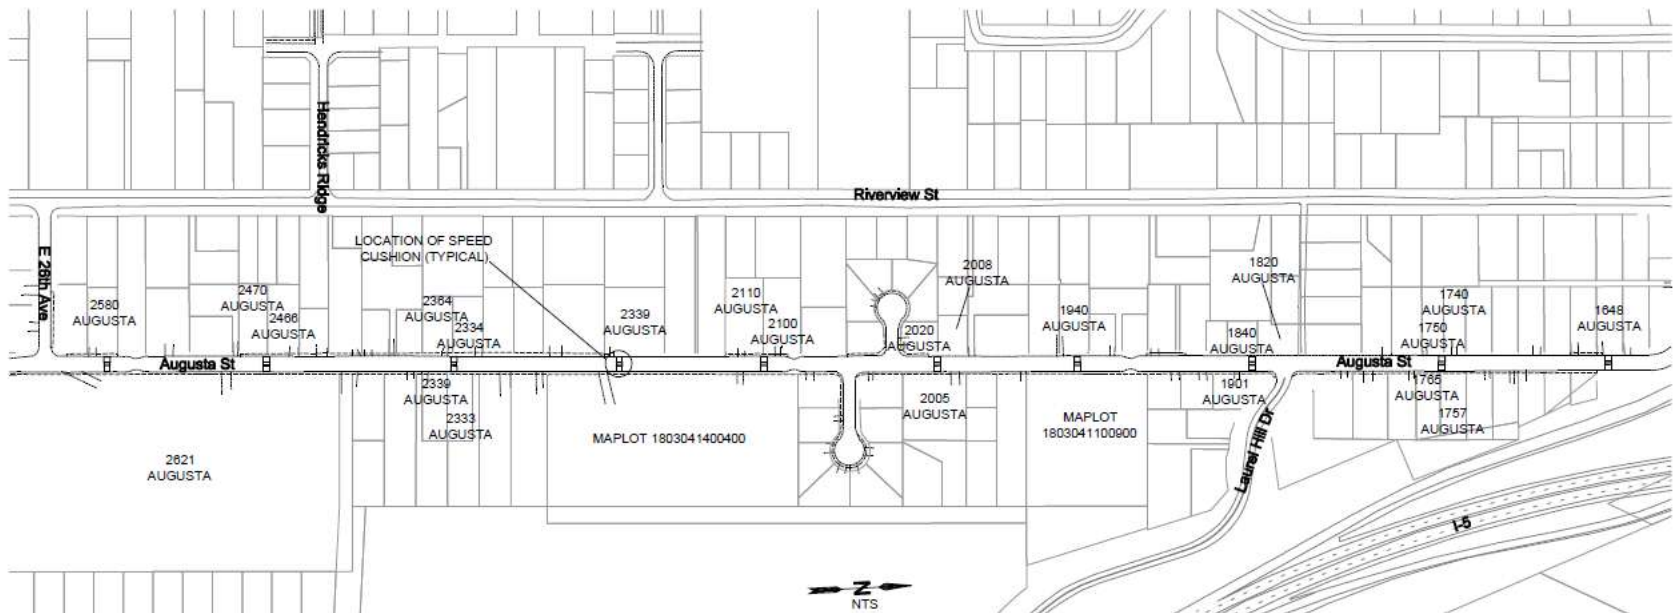 Hendricks Ridge
Riverview St
E 26th Ave
LOCATION OF SPEED
CUSHION (TYPICAL)
2580
AUGUSTA
2470
AUGUSTA
2466
AUGUSTA
2364
AUGUSTA
2334
AUGUSTA
2339
AUGUSTA
2110
AUGUSTA
2100
AUGUSTA
2020
AUGUSTA
2008
AUGUSTA
1940
AUGUSTA
1820
AUGUSTA
1840
AUGUSTA
1740
AUGUSTA
1750
AUGUSTA
1648
AUGUSTA
Augusta St
Augusta St
2621
AUGUSTA
2339
AUGUSTA
2333
AUGUSTA
MAPLOT 1803041400400
2005
AUGUSTA
MAPLOT
1803041100900
1901
AUGUSTA
Laurel Hill Dr
1765
AUGUSTA
1757
AUGUSTA
I-5
N
NTS